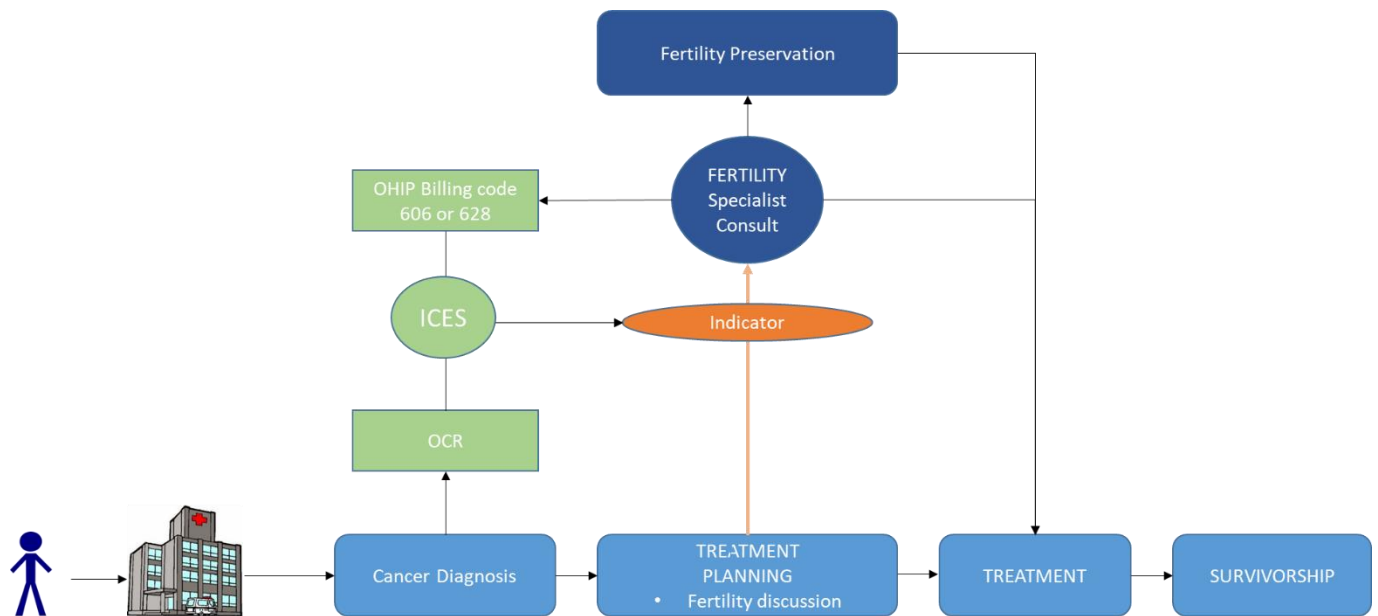 Fertility Preservation
FERTILITY
Specialist
Consult
OHIP Billing code
606 or 628
ICES
Indicator
OCR
Cancer Diagnosis
TREATMENT
PLANNING
• Fertility discussion
TREATMENT
SURVIVORSHIP